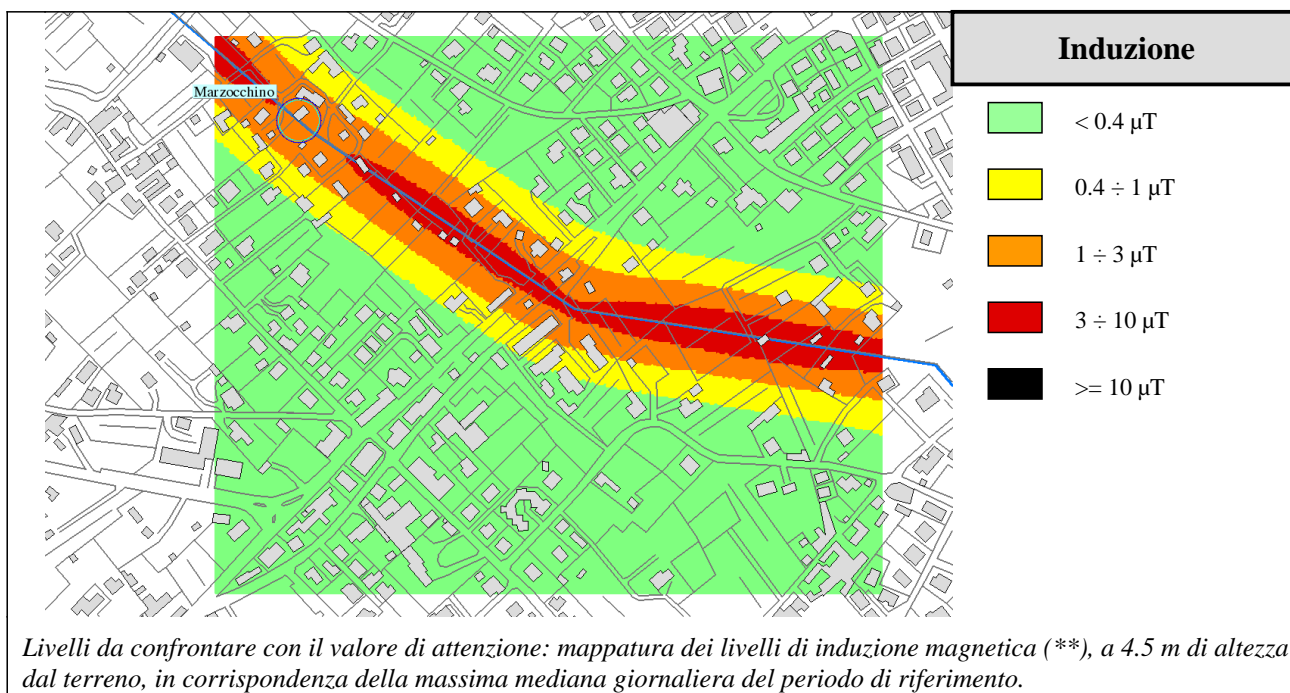 Induzione
Marzocchino
< 0.4 µT
0.4 ÷ 1 µT
1 ÷ 3 µT
3 ÷ 10 µT
>= 10 µT
Livelli da confrontare con il valore di attenzione: mappatura dei livelli di induzione magnetica (**), a 4.5 m di altezza
dal terreno, in corrispondenza della massima mediana giornaliera del periodo di riferimento.